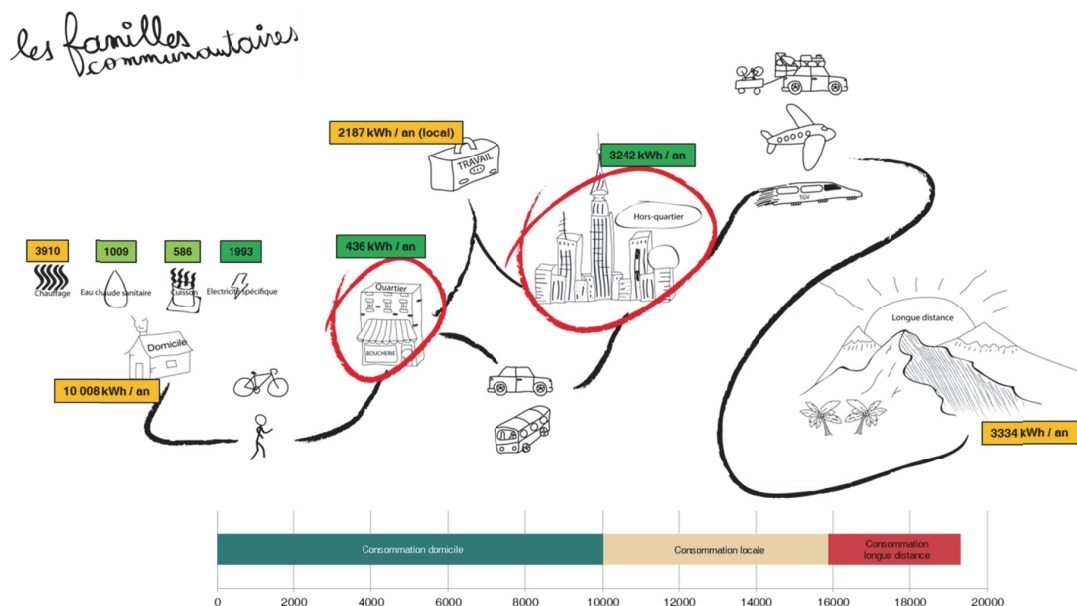 les familles
communautaires
2187 kWh / an (local)
TRAVAIL
3242 kWh / an
Hors-quartier
TGV
3910
1009
586
1993
Chauffage
Eau chaude sanitaire
Cuisson
Electricité spécifique
436 kWh / an
Quartier
BOUCHERIE
Domicile
10 008 kWh / an
Longue distance
3334 kWh / an
Consommation domicile
Consommation locale
Consommation
longue distance
0 2000 4000 6000 8000 10000 12000 14000 16000 18000 20000